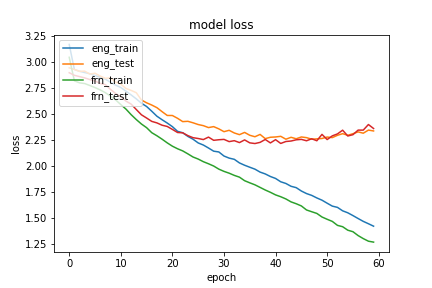 model loss
3.25
3.00
2.75
2.50
2.25
2.00
1.75
1.50
1.25
loss
eng_train
eng_test
frn_train
frn_test
0 10 20 30 40 50 60
epoch